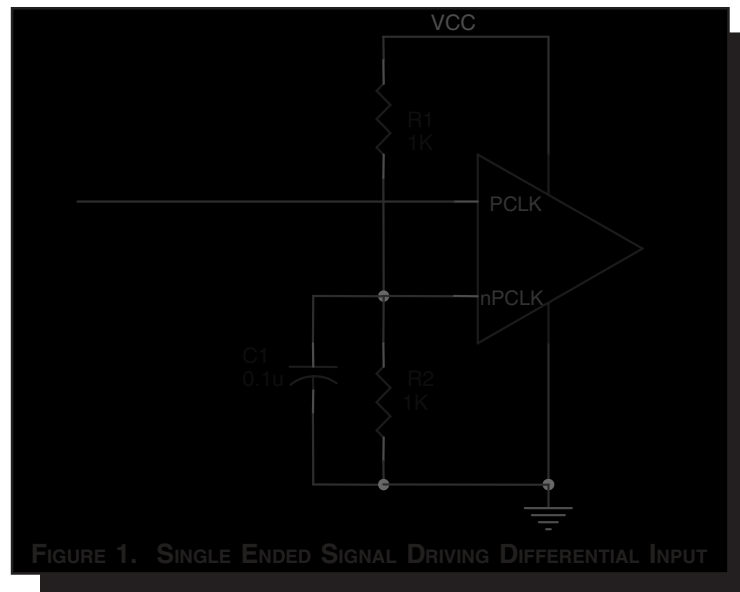 VCC
R1
1K
PCLK
nPCLK
C1
0.1u
R2
1K
FIGURE 1. SINGLE ENDED SIGNAL DRIVING DIFFERENTIAL INPUT